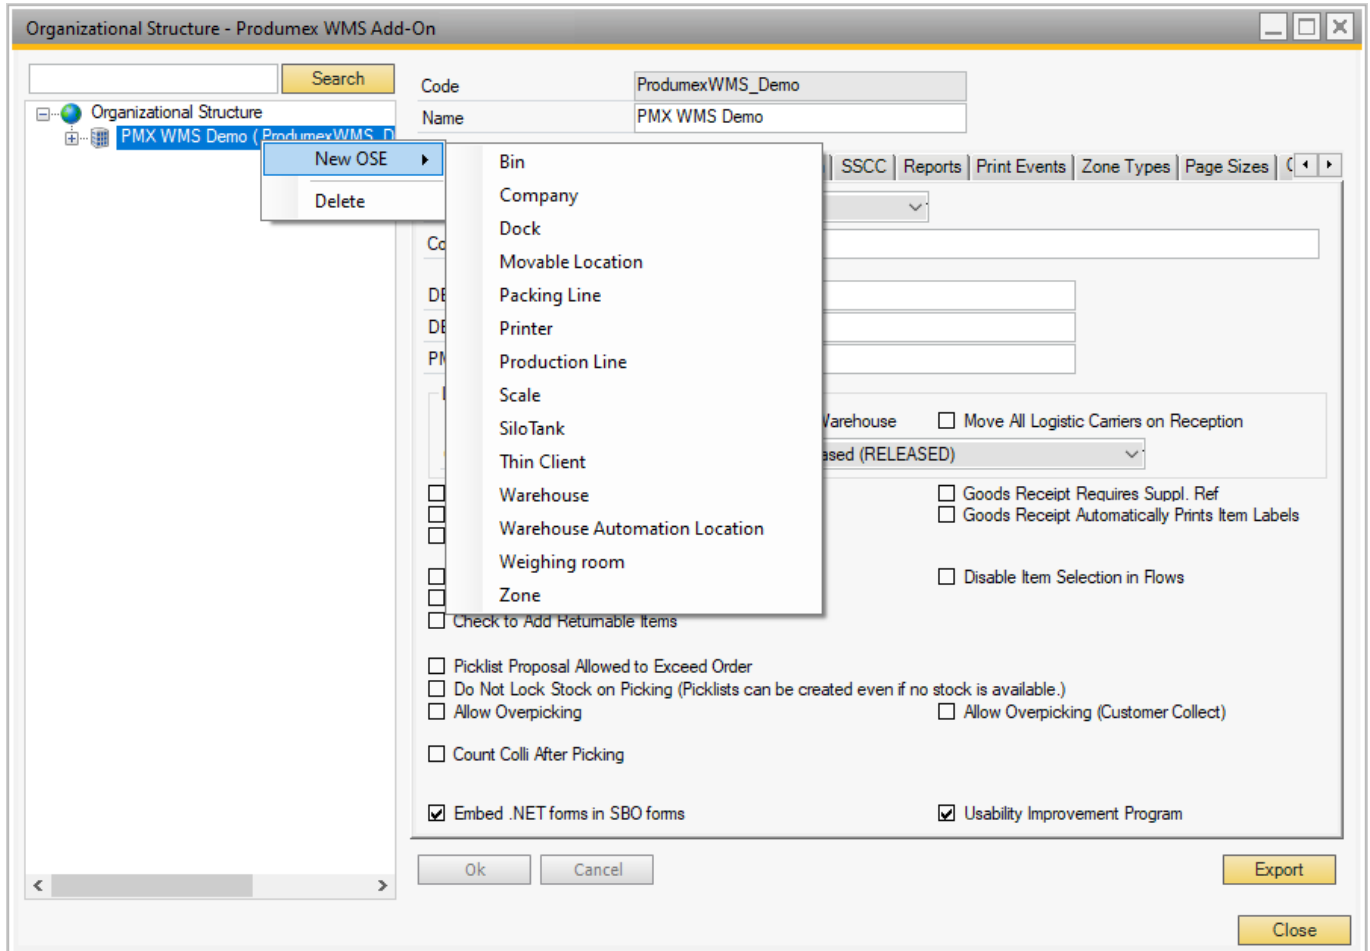 Organizational Structure - Produmex WMS Add-On
Search
Organizational Structure
PMX WMS Demo ( ProdumexWMS_D
Code ProdumexWMS_Demo
Name PMX WMS Demo
New OSE
Delete
Bin
Company
Dock
Movable Location
Packing Line
Printer
Production Line
Scale
SiloTank
Thin Client
Warehouse
Warehouse Automation Location
Weighing room
Zone
SSCC Reports Print Events Zone Types Page Sizes
Warehouse Move All Logistic Carriers on Reception
(RELEASED)
Goods Receipt Requires Suppl. Ref
Goods Receipt Automatically Prints Item Labels
Disable Item Selection in Flows
Check to Add Returnable Items
Picklist Proposal Allowed to Exceed Order
Do Not Lock Stock on Picking (Picklists can be created even if no stock is available.)
Allow Overpicking Allow Overpicking (Customer Collect)
Count Colli After Picking
Embed .NET forms in SBO forms Usability Improvement Program
Ok Cancel Export
Close